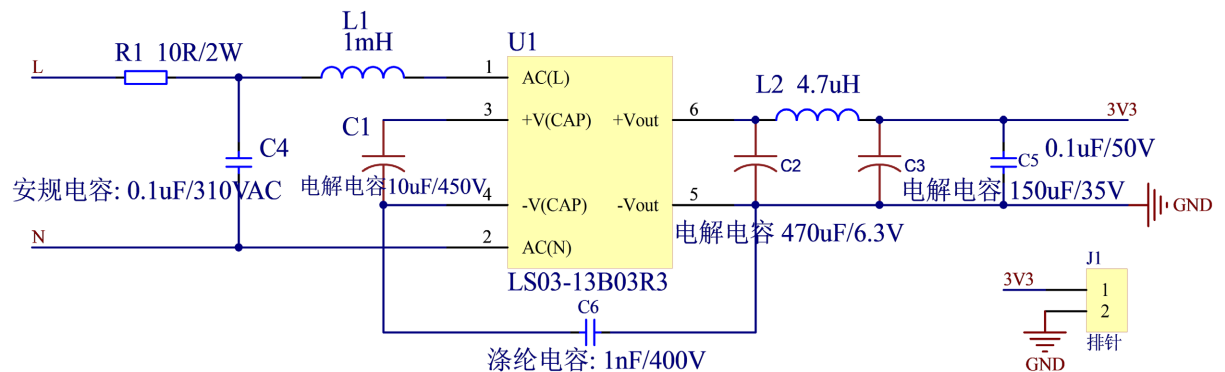 L1
1mH
R1 10R/2W
L
U1
1
AC(L)
3
+V(CAP)
+Vout
6
L2 4.7uH
3V3
C1
C4
C2
C3
C5
0.1uF/50V
安规电容: 0.1uF/310VAC
电解电容10uF/450V
电解电容 150uF/35V
4
-V(CAP)
-Vout
5
GND
电解电容 470uF/6.3V
N
2
AC(N)
LS03-13B03R3
C6
涤纶电容: 1nF/400V
J1
3V3
1
2
排针
GND